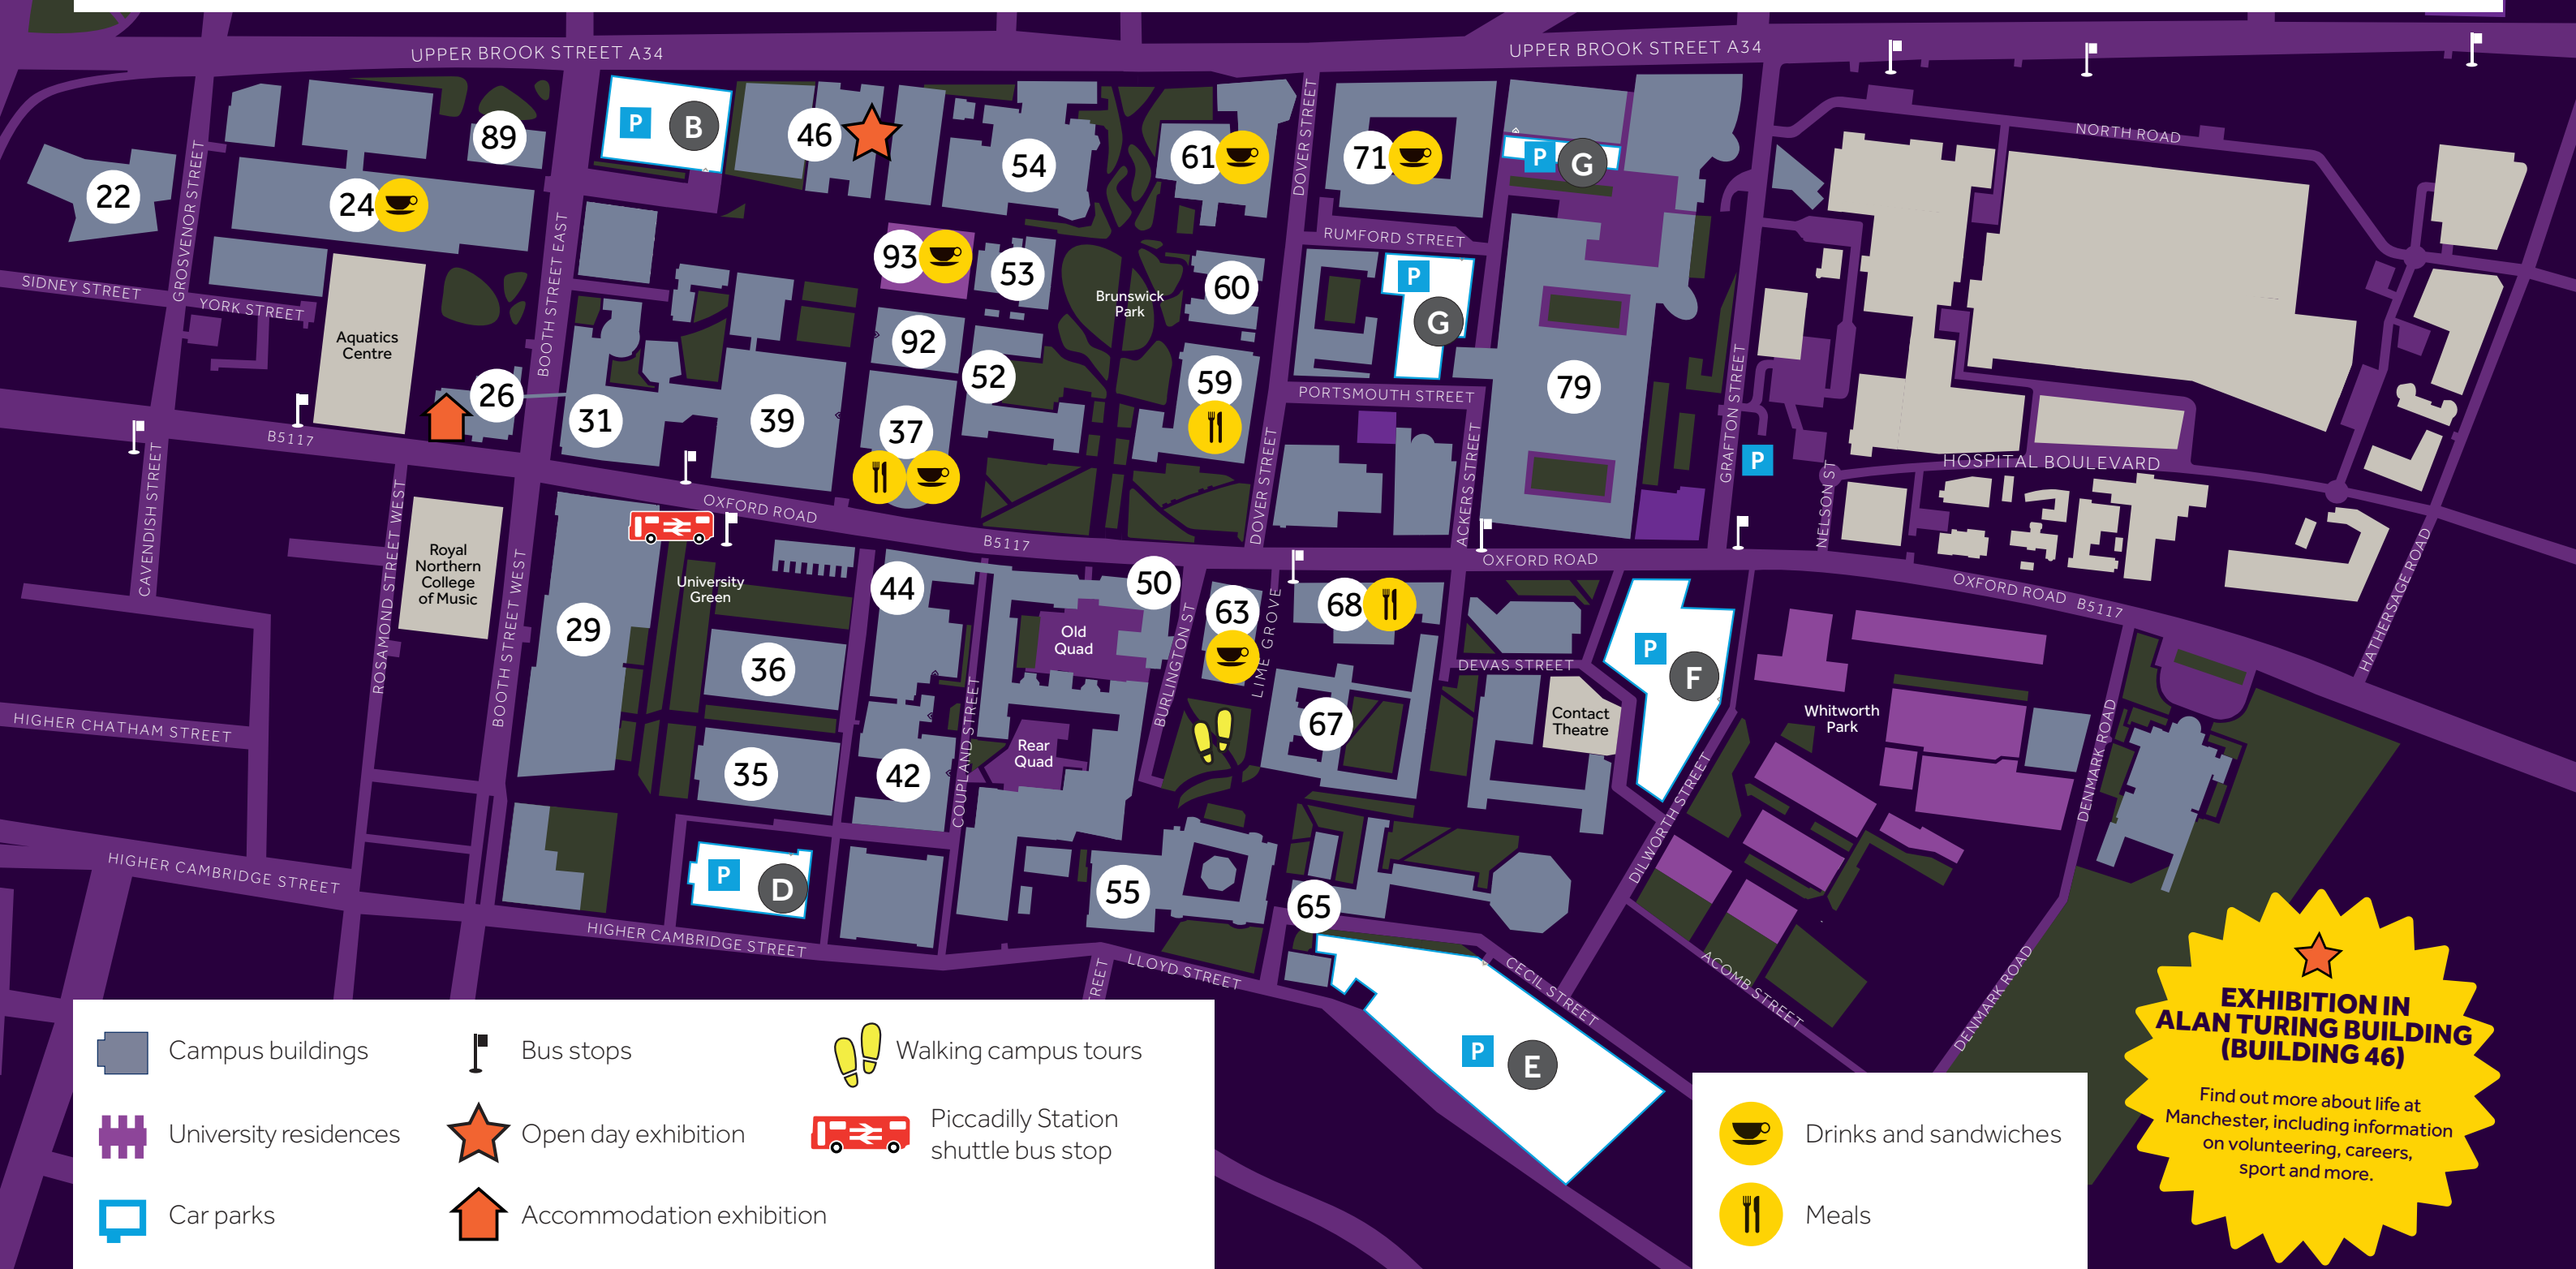 UPPER BROOK STREET A34
UPPER BROOK STREET A34
P
B
46
89
54
61
71
P
G
NORTH ROAD
22
24
GROSVENOR STREET
BOOTH STREET EAST
DOVER STREET
RUMFORD STREET
93
53
60
P
G
SIDNEY STREET
YORK STREET
Brunswick
Park
Aquatics
Centre
92
52
59
79
PORTSMOUTH STREET
GRAFTON STREET
26
31
39
37
B5117
P
HOSPITAL BOULEVARD
CAVENDISH STREET
ROSAMOND STREET WEST
OXFORD ROAD
B5117
DOVER STREET
ACKERS STREET
NELSON ST
OXFORD ROAD
OXFORD ROAD B5117
HATHERSAGE ROAD
Royal
Northern
College
of Music
BOOTH STREET WEST
University
Green
29
44
50
63
68
Old
Quad
BURLINGTON ST
LIME GROVE
36
DEVAS STREET
P
F
HIGHER CHATHAM STREET
35
42
COUPLAND STREET
Rear
Quad
67
Contact
Theatre
Whitworth
Park
DENMARK ROAD
DILWORTH STREET
HIGHER CAMBRIDGE STREET
P
D
55
65
HIGHER CAMBRIDGE STREET
LLOYD STREET
REET
CECIL STREET
ACOMB STREET
DENMARK ROAD
P
E
EXHIBITION IN
ALAN TURING BUILDING
(BUILDING 46)
Find out more about life at
Manchester, including information
on volunteering, careers,
sport and more.
Campus buildings
University residences
Car parks
Bus stops
Open day exhibition
Accommodation exhibition
Walking campus tours
Piccadilly Station
shuttle bus stop
Drinks and sandwiches
Meals